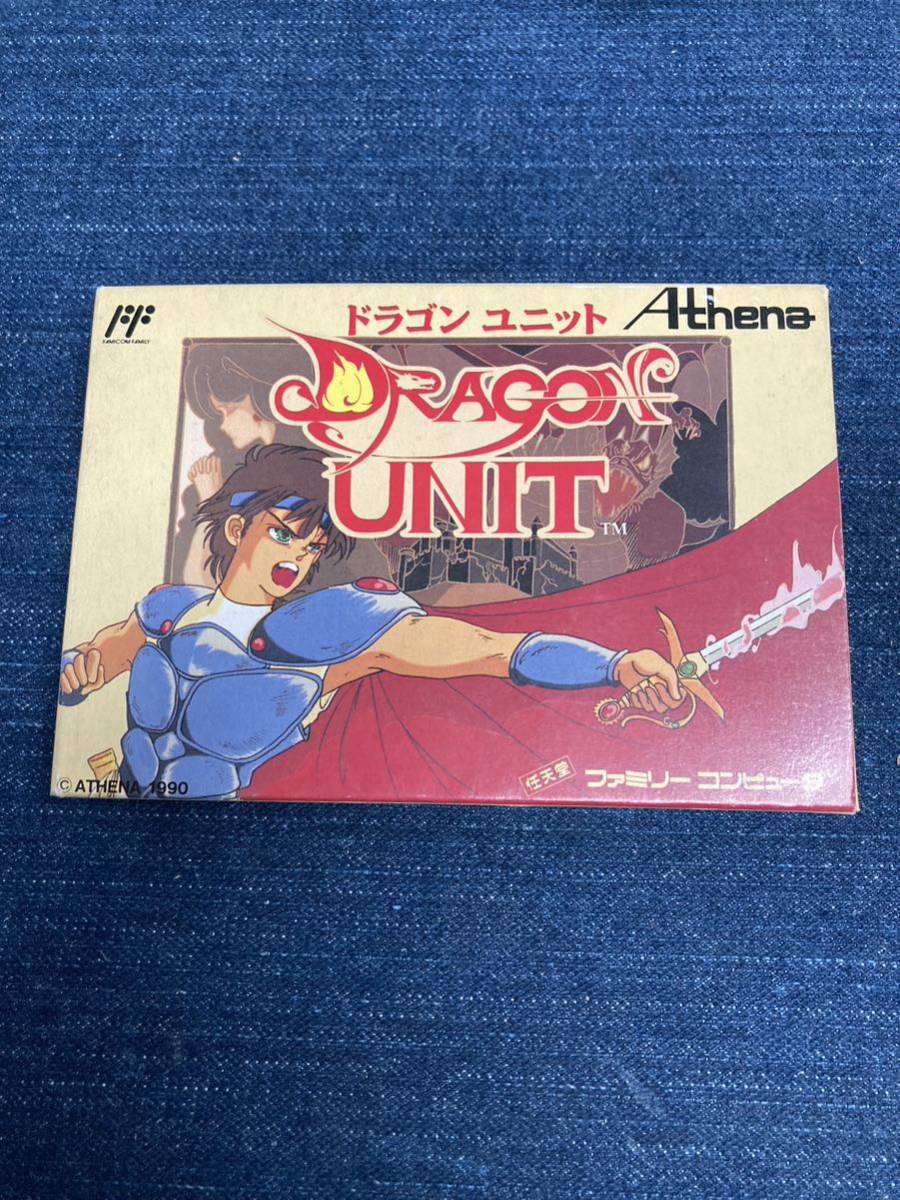 FAMICOM FAMILY
ドラゴン ユニット
Athena
DRAGON
UNIT
TM
© ATHENA 1990
任天堂
ファミリー コンピュータ